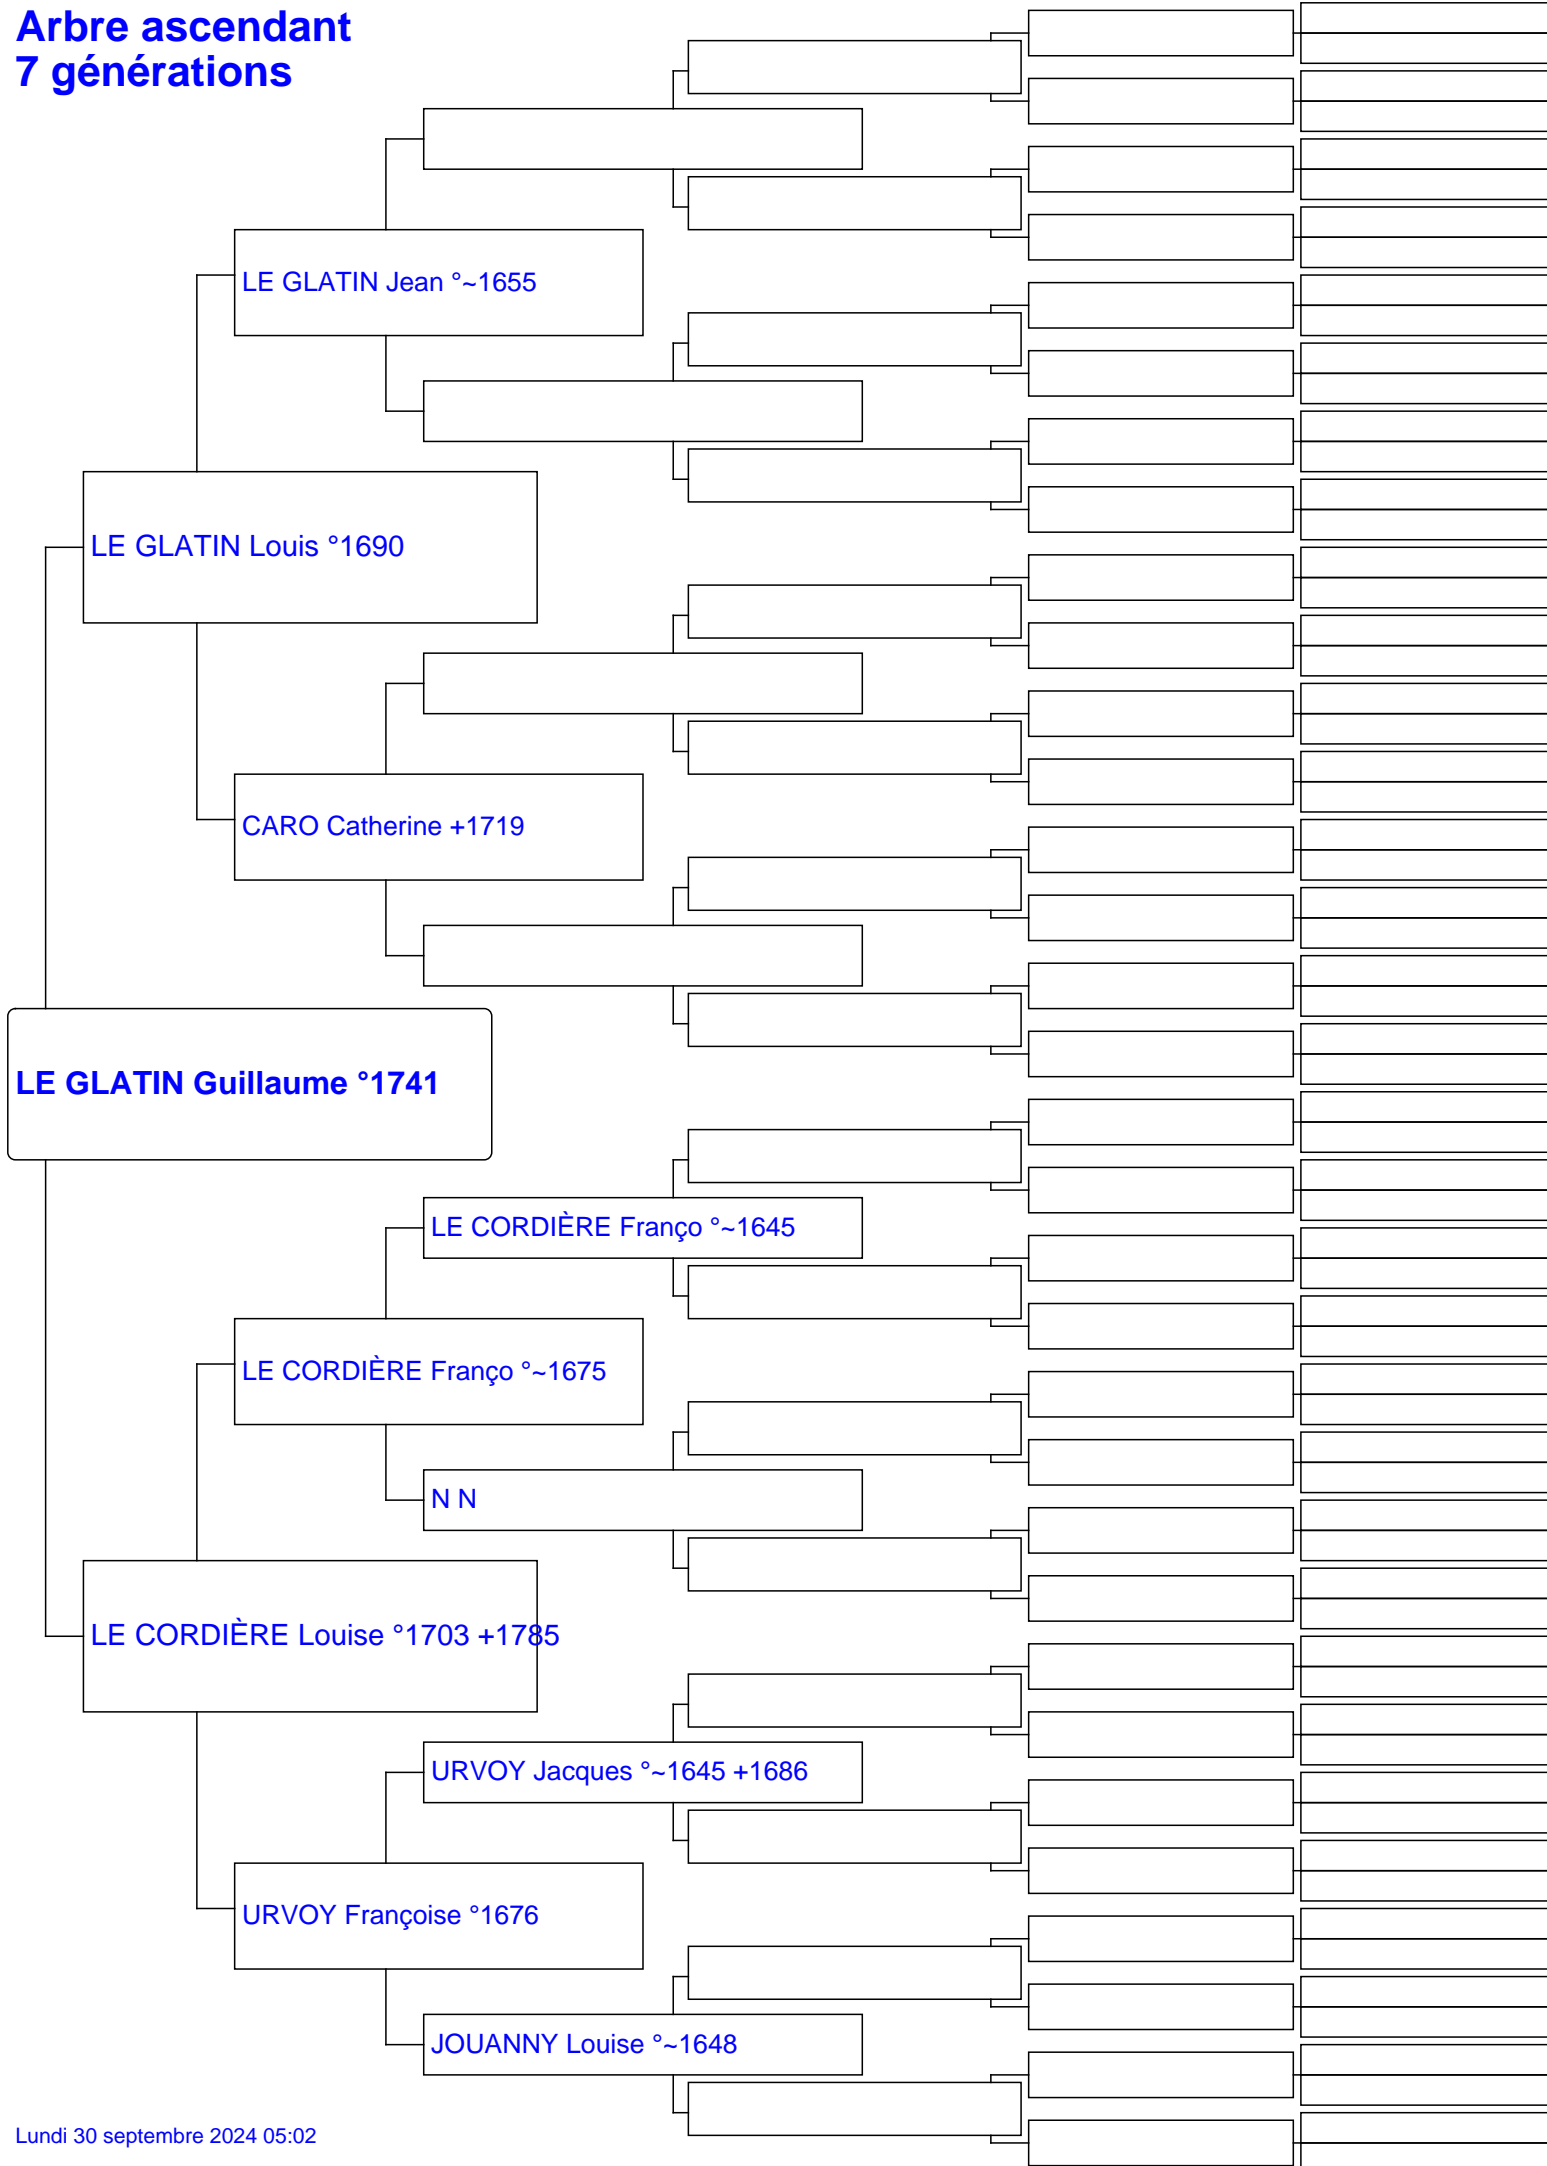 Arbre ascendant
7 générations
LE GLATIN Jean °~1655
LE GLATIN Louis °1690
CARO Catherine +1719
LE GLATIN Guillaume °1741
LE CORDIÈRE Franço °~1645
LE CORDIÈRE Franço °~1675
N N
LE CORDIÈRE Louise °1703 +1785
URVOY Jacques °~1645 +1686
URVOY Françoise °1676
JOUANNY Louise °~1648
Lundi 30 septembre 2024 05:02